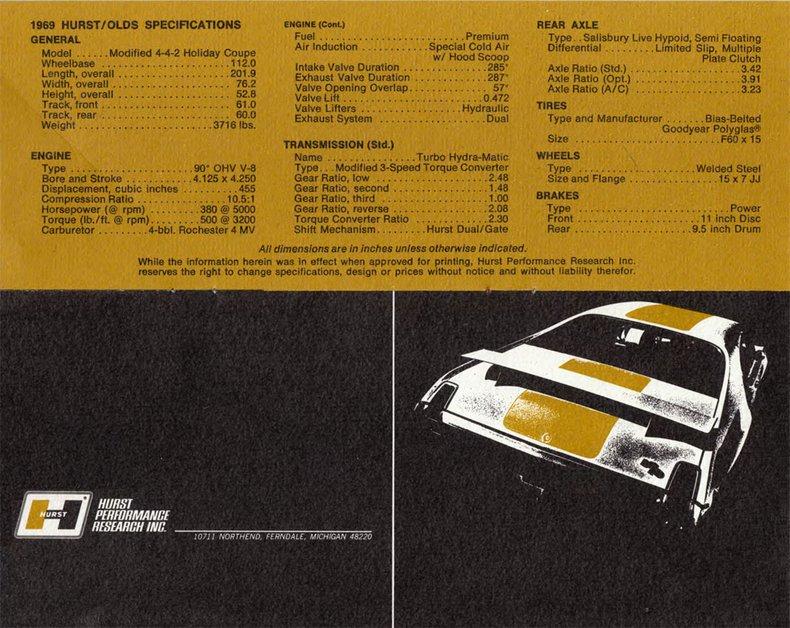 1969 HURST/OLDS SPECIFICATIONS
GENERAL
Model ......Modified 4-4-2 Holiday Coupe
Wheelbase ..........................112.0
Length, overall ......................201.9
Width, overall ........................76.2
Height, overall ........................52.8
Track, front ...........................61.0
Track, rear ............................60.0
Weight ..........................3716 lbs.
ENGINE
Type .........................90° OHV V-8
Bore and Stroke ............4.125 x 4.250
Displacement, cubic inches ...........455
Compression Ratio .................10.5:1
Horsepower (@ rpm) ..........380 @ 5000
Torque (lb./ft. @ rpm) .........500 @ 3200
Carburetor ..........4-bbl. Rochester 4 MV
ENGINE (Cont.)
Fuel .............................Premium
Air Induction ..............Special Cold Air
w/ Hood Scoop
Intake Valve Duration .................285°
Exhaust Valve Duration ...............287°
Valve Opening Overlap.................57°
Valve Lift ............................0.472
Valve Lifters .....................Hydraulic
Exhaust System .....................Dual
TRANSMISSION (Std.)
Name .................Turbo Hydra-Matic
Type...Modified 3-Speed Torque Converter
Gear Ratio, low ......................2.48
Gear Ratio, second ...................1.48
Gear Ratio, third .....................1.00
Gear Ratio, reverse ...................2.08
Torque Converter Ratio ...............2.30
Shift Mechanism ..........Hurst Dual/Gate
REAR AXLE
Type..Salisbury Live Hypoid, Semi Floating
Differential .........Limited Slip, Multiple
Plate Clutch
Axle Ratio (Std.) ......................3.42
Axle Ratio (Opt.) ......................3.91
Axle Ratio (A/C) ......................3.23
TIRES
Type and Manufacturer .......Bias-Belted
Goodyear Polyglas®
Size ............................F60 x 15
WHEELS
Type .......................Welded Steel
Size and Flange ...............15 x 7 JJ
BRAKES
Type ..............................Power
Front ........................11 inch Disc
Rear ......................9.5 inch Drum
All dimensions are in inches unless otherwise indicated.
While the information herein was in effect when approved for printing, Hurst Performance Research Inc.
reserves the right to change specifications, design or prices without notice and without liability therefor.
HURST
HURST
PERFORMANCE
RESEARCH INC.
10711 NORTHEND, FERNDALE, MICHIGAN 48220